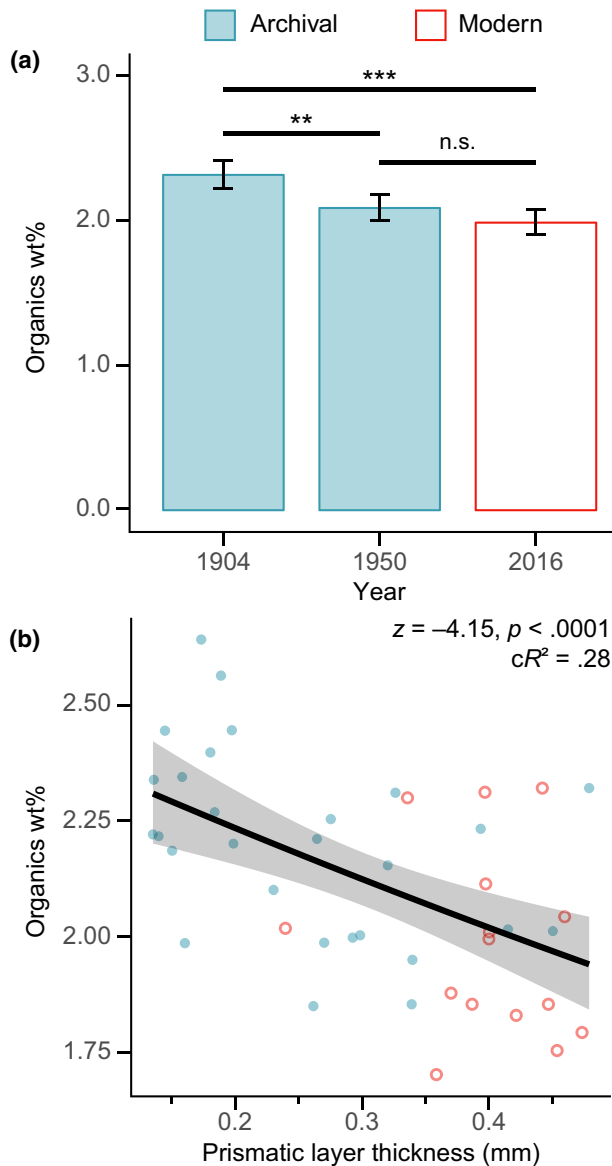 Archival Modern
(a)
3.0
***
**
n.s.
2.0
Organics wt%
1.0
0.0
1904 1950 2016
Year
(b)
z = –4.15, p < .0001
cR² = .28
2.50
2.25
Organics wt%
2.00
1.75
0.2 0.3 0.4
Prismatic layer thickness (mm)